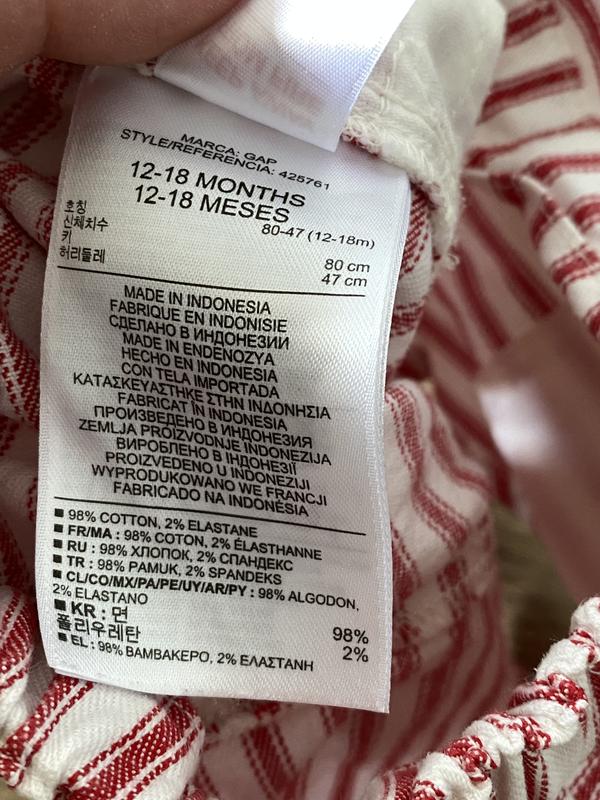 MARCA: GAP
STYLE/REFERENCIA: 425761
12-18 MONTHS
12-18 MESES
호칭 80-47 (12-18m)
신체치수
키 80 cm
허리둘레 47 cm
MADE IN INDONESIA
FABRIQUE EN INDONISIE
СДЕЛАНО В ИНДОНЕЗИИ
MADE IN ENDENOZYA
HECHO EN INDONESIA
CON TELA IMPORTADA
ΚΑΤΑΣΚΕΥΑΣΤΗΚΕ ΣΤΗΝ ΙΝΔΟΝΗΣΙΑ
FABRICAT ÎN INDONESIA
ПРОИЗВЕДЕНО В ИНДОНЕЗИЯ
ZEMLJA PROIZVODNJE INDONEZIJA
ВИРОБЛЕНО В ІНДОНЕЗІЇ
PROIZVEDENO U INDONEZIJI
WYPRODUKOWANO WE FRANCJI
FABRICADO NA INDONÉSIA
■ 98% COTTON, 2% ELASTANE
■ FR/MA : 98% COTON, 2% ÉLASTHANNE
■ RU : 98% ХЛОПОК, 2% СПАНДЕКС
■ TR : 98% PAMUK, 2% SPANDEKS
■ CL/CO/MX/PA/PE/UY/AR/PY : 98% ALGODON,
2% ELASTANO
■ KR : 면 98%
폴리우레탄 2%
■ EL : 98% ΒΑΜΒΑΚΕΡΟ, 2% ΕΛΑΣΤΑΝΗ